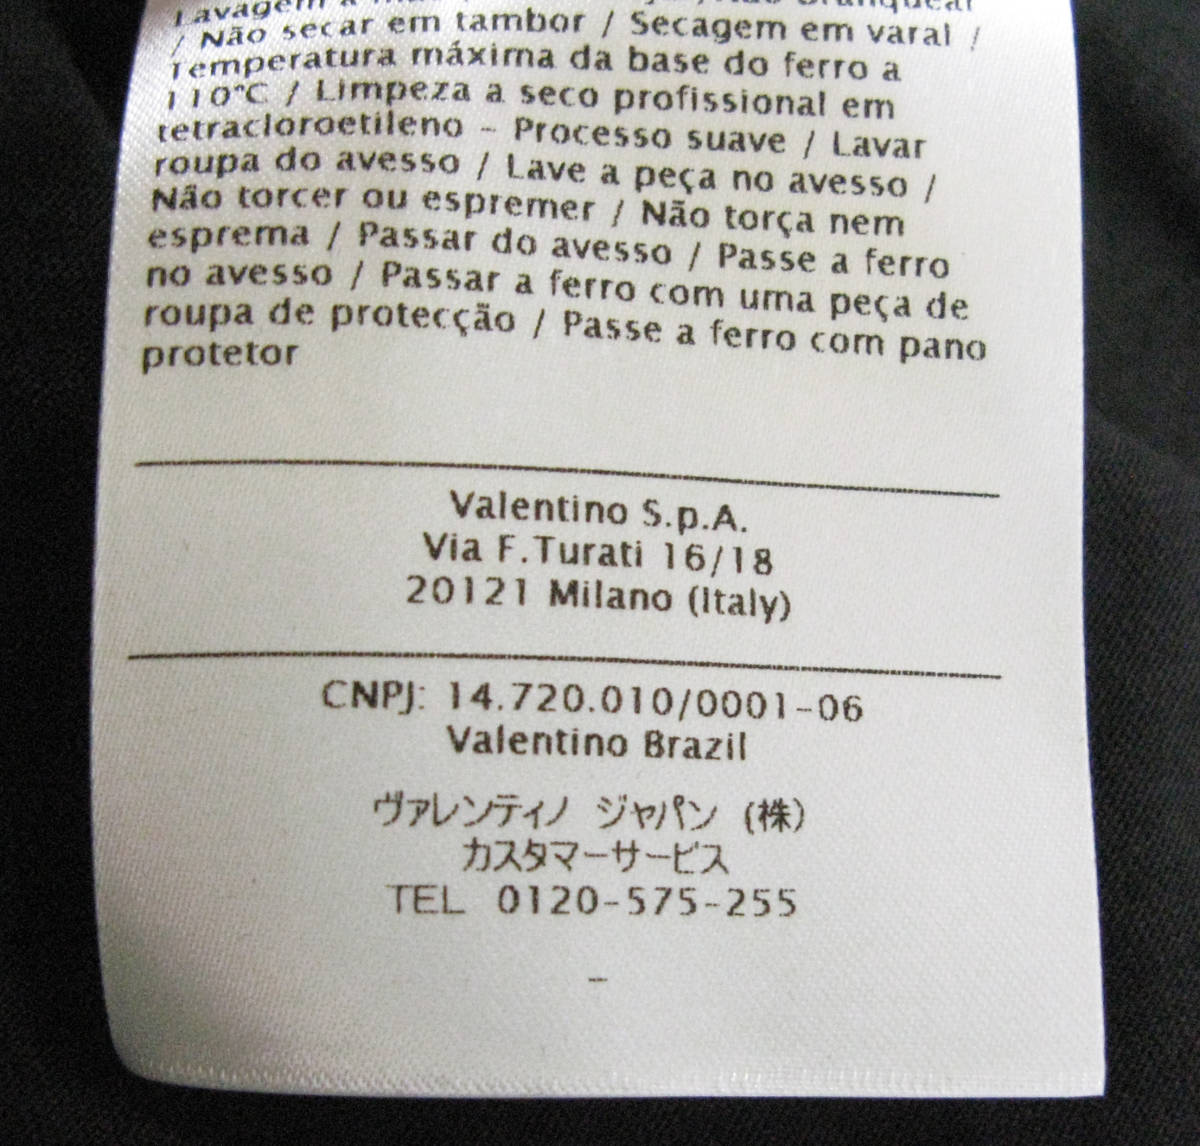 Lavagem a
/ Não secar em tambor / Secagem em varal /
Temperatura máxima da base do ferro a
110°C / Limpeza a seco profissional em
tetracloroetileno - Processo suave / Lavar
roupa do avesso / Lave a peça no avesso /
Não torcer ou espremer / Não torça nem
esprema / Passar do avesso / Passe a ferro
no avesso / Passar a ferro com uma peça de
roupa de protecção / Passe a ferro com pano
protetor
Valentino S.p.A.
Via F.Turati 16/18
20121 Milano (Italy)
CNPJ: 14.720.010/0001-06
Valentino Brazil
ヴァレンティノ ジャパン (株)
カスタマーサービス
TEL 0120-575-255
-